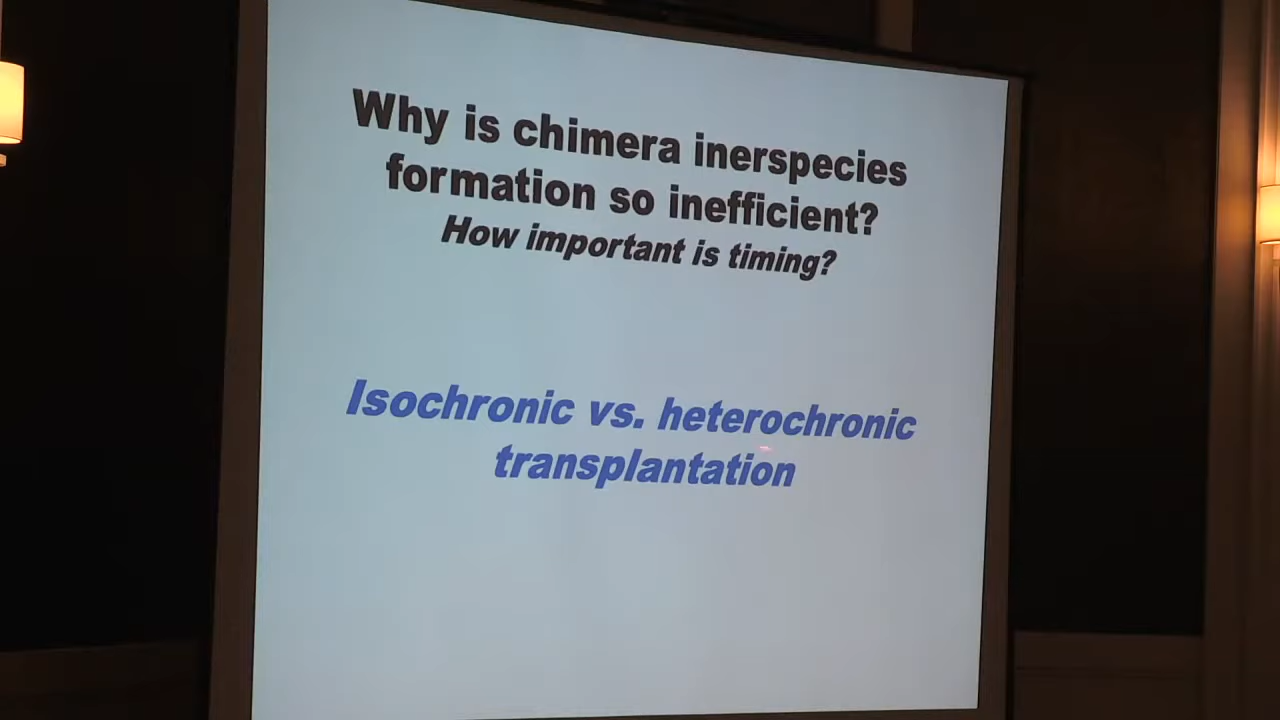 Why is chimera inerspecies
formation so inefficient?
How important is timing?
Isochronic vs. heterochronic
transplantation